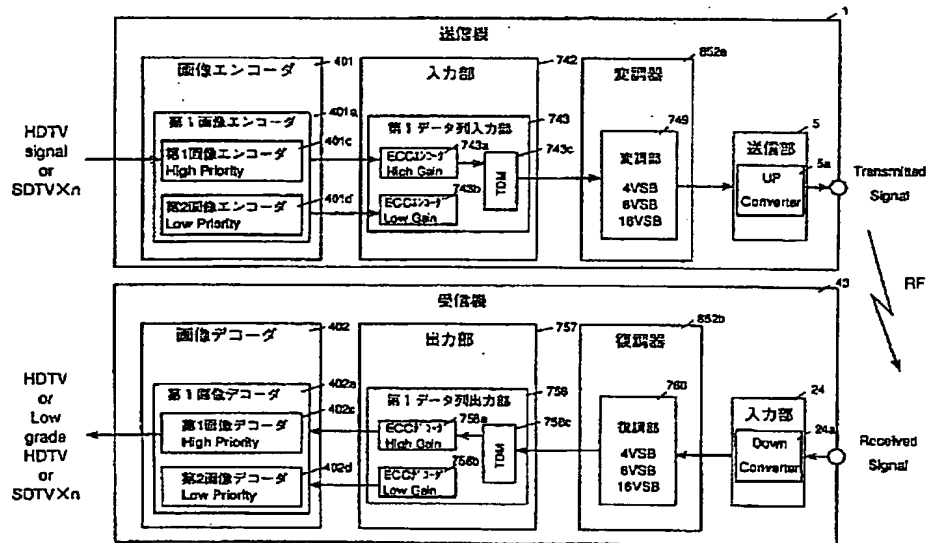 1
送信機
画像エンコーダ
401
第1画像エンコーダ
401a
第1画像エンコーダ
High Priority
401c
第2画像エンコーダ
Low Priority
401d
HDTV
signal
or
SDTV×n
入力部
742
第1データ列入力部
743
ECCエンコーダ
High Gain
743a
ECCエンコーダ
Low Gain
743b
TDM
743c
変調器
852a
749
変調部
4VSB
8VSB
16VSB
5
送信部
5a
UP
Converter
Transmitted
Signal
RF
43
受信機
画像デコーダ
402
第1画像デコーダ
402a
第1画像デコーダ
High Priority
402c
第2画像デコーダ
Low Priority
402d
HDTV
or
Low
grade
HDTV
or
SDTV×n
出力部
757
第1データ列出力部
758
ECCデコーダ
High Gain
758a
ECCデコーダ
Low Gain
758b
TDM
758c
復調器
852b
760
復調部
4VSB
8VSB
16VSB
24
入力部
24a
Down
Converter
Received
Signal